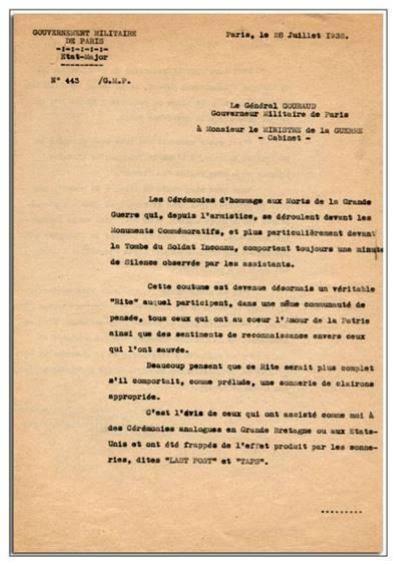 GOUVERNEMENT MILITAIRE
DE PARIS
-:-:-:-:-:-
Etat-Major
---------
N° 443 /G.M.P.
Paris, le 28 Juillet 1932.
Le Général GOURAUD
Gouverneur Militaire de Paris
à Monsieur le MINISTRE de la GUERRE
- Cabinet -
Les Cérémonies d'hommage aux Morts de la Grande
Guerre qui, depuis l'armistice, se déroulent devant les
Monuments Commémoratifs, et plus particulièrement devant
la Tombe du Soldat Inconnu, comportent toujours une minute
de Silence observée par les assistants.
Cette coutume est devenue désormais un véritable
"Rite" auquel participent, dans une même communauté de
pensée, tous ceux qui ont au coeur l'Amour de la Patrie
ainsi que des sentiments de reconnaissance envers ceux
qui l'ont sauvée.
Beaucoup pensent que ce Rite serait plus complet
s'il comportait, comme prélude, une sonnerie de clairons
appropriée.
C'est l'avis de ceux qui ont assisté comme moi à
des Cérémonies analogues en Grande Bretagne ou aux Etats-
Unis et ont été frappés de l'effet produit par les sonne-
ries, dites "LAST POST" et "TAPS".
.........